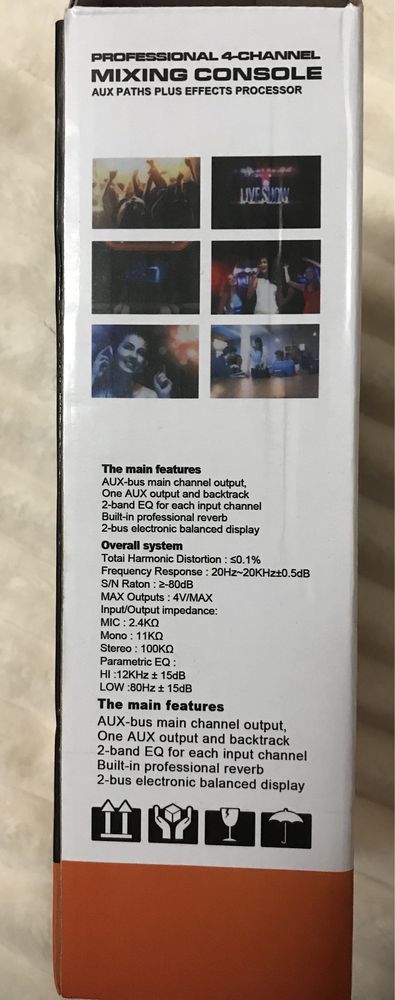 PROFESSIONAL 4-CHANNEL
MIXING CONSOLE
AUX PATHS PLUS EFFECTS PROCESSOR
LIVE SHOW
The main features
AUX-bus main channel output,
One AUX output and backtrack
2-band EQ for each input channel
Built-in professional reverb
2-bus electronic balanced display
Overall system
Total Harmonic Distortion : ≤0.1%
Frequency Response : 20Hz~20KHz±0.5dB
S/N Raton : ≥-80dB
MAX Outputs : 4V/MAX
Input/Output impedance:
MIC : 2.4KΩ
Mono : 11KΩ
Stereo : 100KΩ
Parametric EQ :
HI :12KHz ± 15dB
LOW :80Hz ± 15dB
The main features
AUX-bus main channel output,
One AUX output and backtrack
2-band EQ for each input channel
Built-in professional reverb
2-bus electronic balanced display